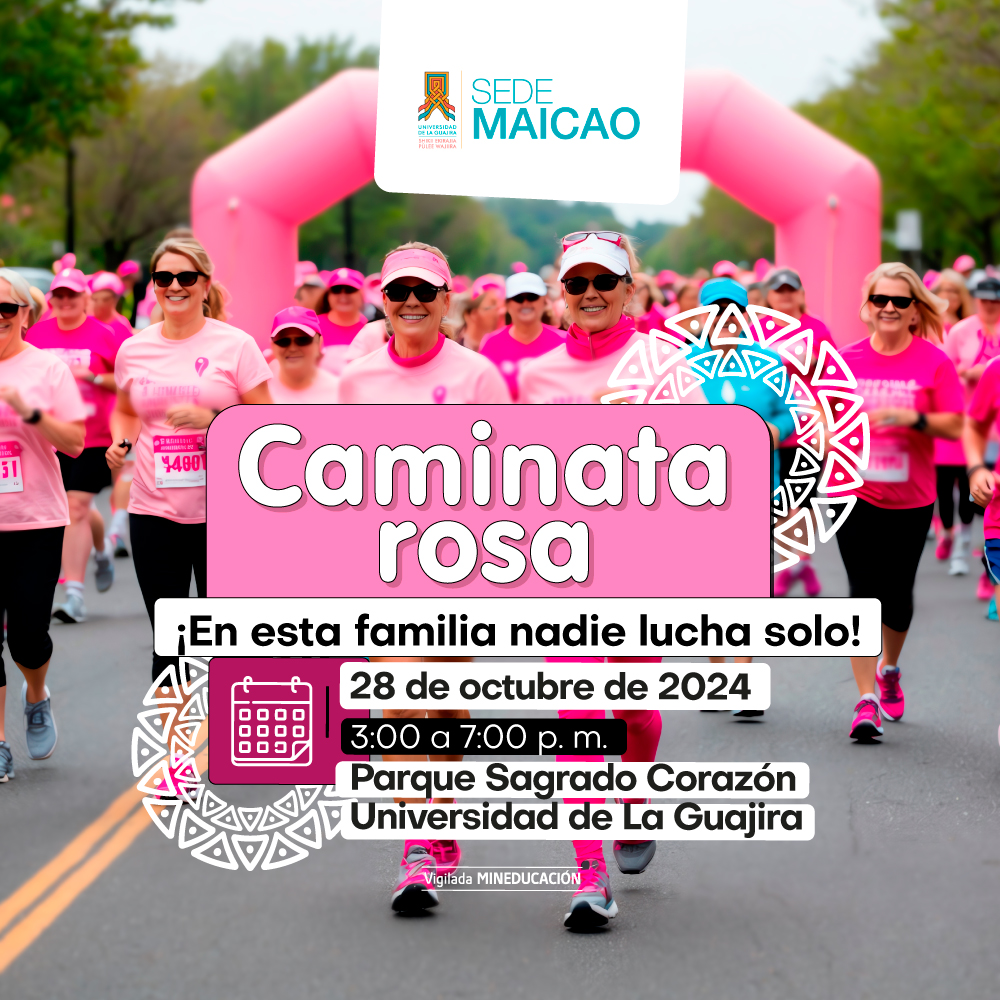 UNIVERSIDAD
DE LA GUAJIRA
SEDE
MAICAO
Caminata
rosa
¡En esta familia nadie lucha solo!
28 de octubre de 2024
3:00 a 7:00 p. m.
Parque Sagrado Corazón
Universidad de La Guajira
Vigilada MINEDUCACIÓN